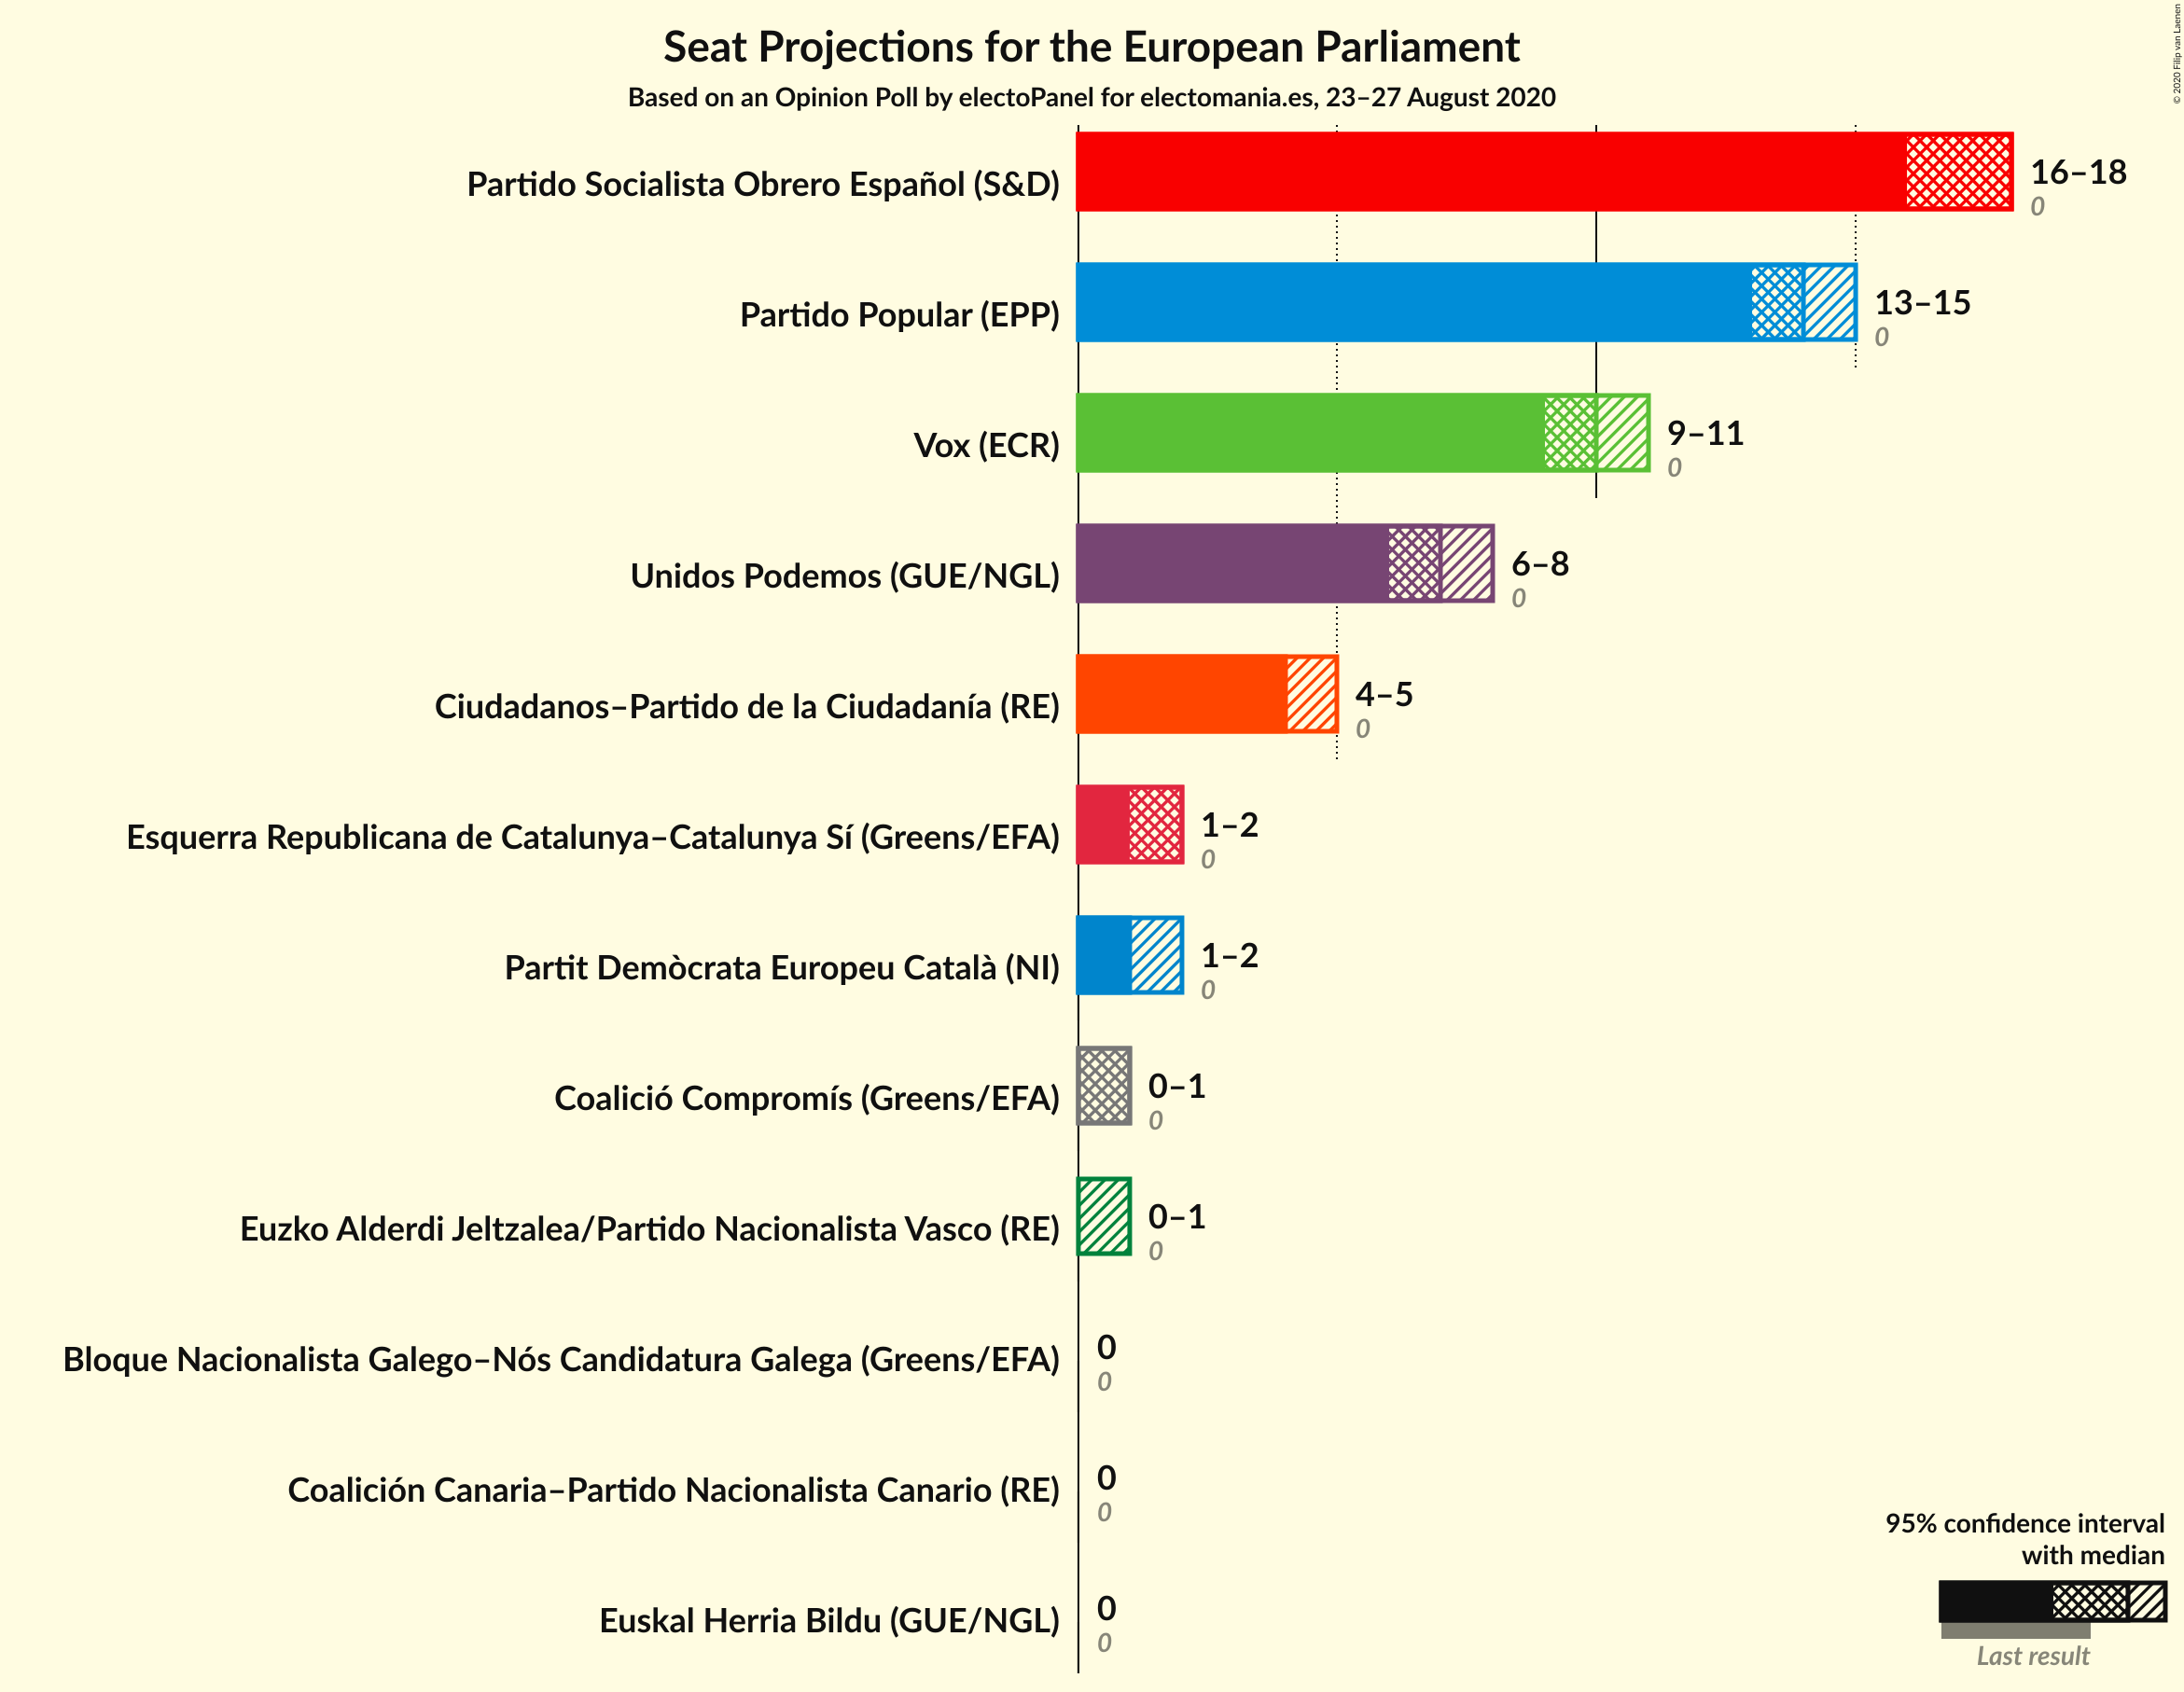 Seat Projections for the European Parliament
Based on an Opinion Poll by electoPanel for electomania.es, 23–27 August 2020
© 2020 Filip van Laenen
Partido Socialista Obrero Español (S&D)
16–18
0
Partido Popular (EPP)
13–15
0
Vox (ECR)
9–11
0
Unidos Podemos (GUE/NGL)
6–8
0
Ciudadanos–Partido de la Ciudadanía (RE)
4–5
0
Esquerra Republicana de Catalunya–Catalunya Sí (Greens/EFA)
1–2
0
Partit Demòcrata Europeu Català (NI)
1–2
0
Coalició Compromís (Greens/EFA)
0–1
0
Euzko Alderdi Jeltzalea/Partido Nacionalista Vasco (RE)
0–1
0
Bloque Nacionalista Galego–Nós Candidatura Galega (Greens/EFA)
0
0
Coalición Canaria–Partido Nacionalista Canario (RE)
0
0
Euskal Herria Bildu (GUE/NGL)
0
0
95% confidence interval
with median
Last result